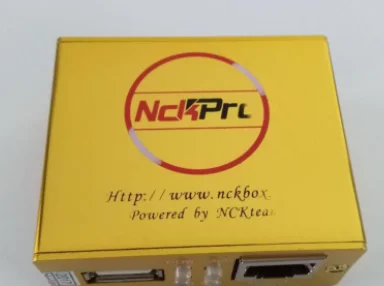 NckPro
Http://www.nckbox.
Powered by NCKtea